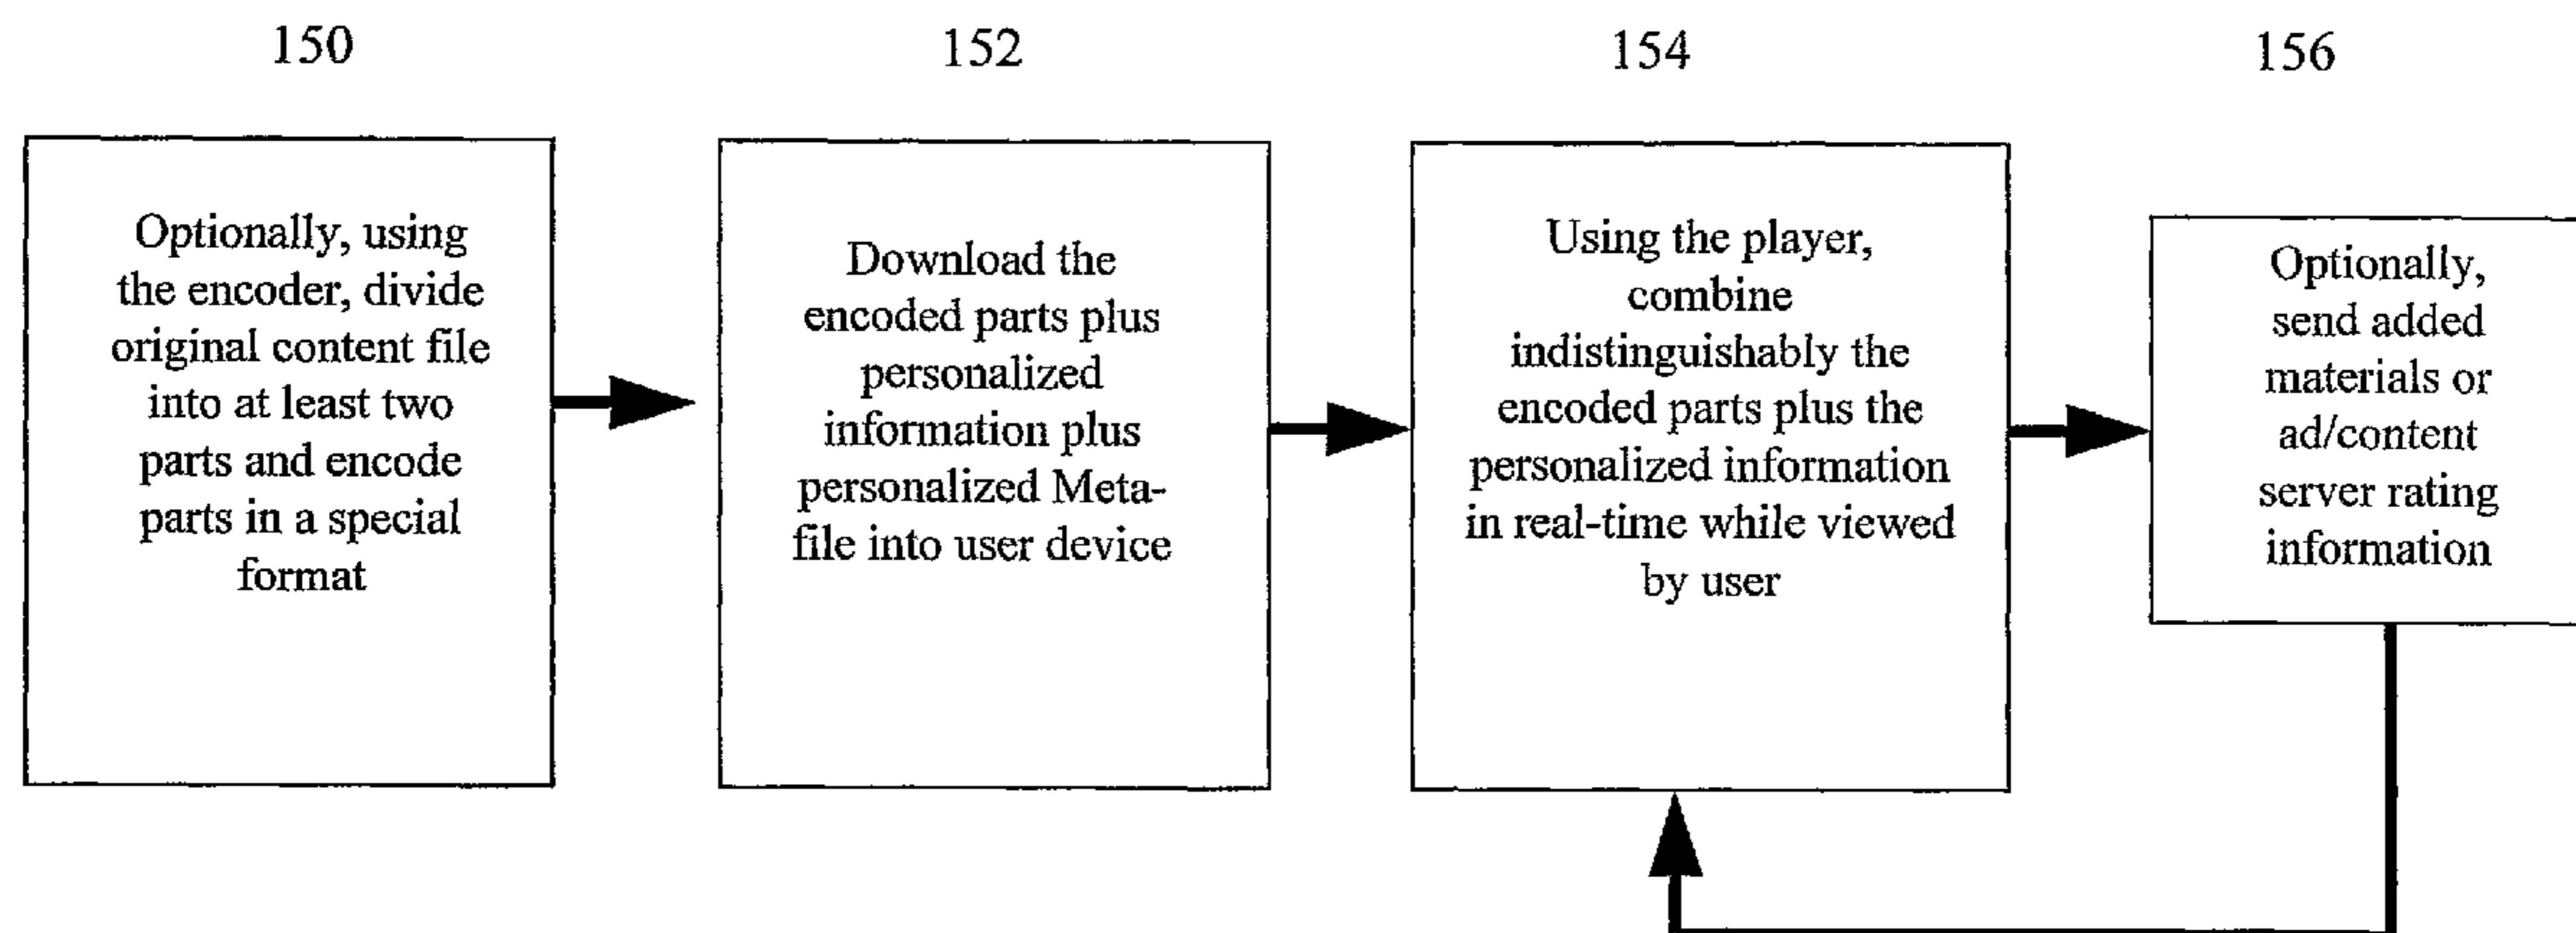 150
152
154
156
Optionally, using
the encoder, divide
original content file
into at least two
parts and encode
parts in a special
format
Download the
encoded parts plus
personalized
information plus
personalized Meta-
file into user device
Using the player,
combine
indistinguishably the
encoded parts plus the
personalized information
in real-time while viewed
by user
Optionally,
send added
materials or
ad/content
server rating
information